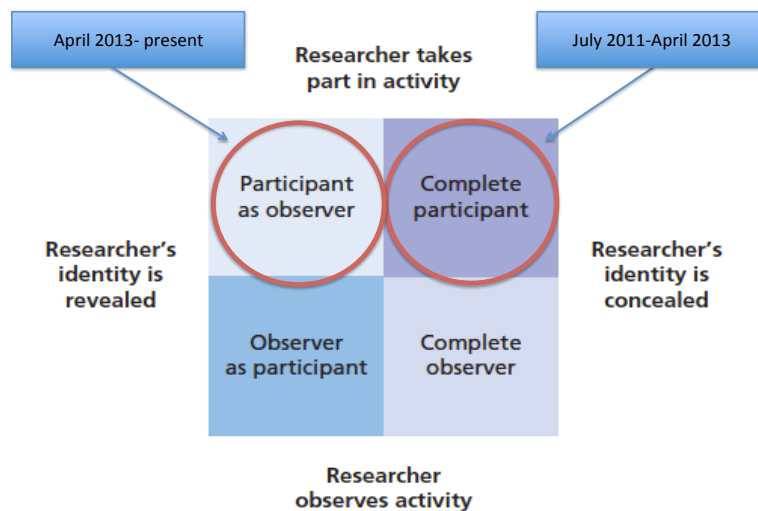 April 2013- present
July 2011-April 2013
Researcher takes
part in activity
Participant
as observer
Complete
participant
Researcher's
identity is
revealed
Researcher's
identity is
concealed
Observer
as participant
Complete
observer
Researcher
observes activity